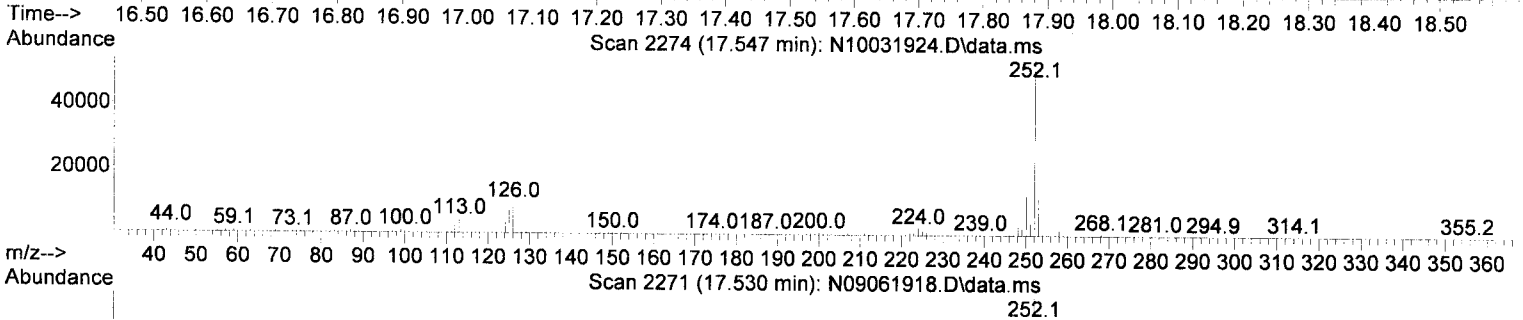 Time--> 16.50 16.60 16.70 16.80 16.90 17.00 17.10 17.20 17.30 17.40 17.50 17.60 17.70 17.80 17.90 18.00 18.10 18.20 18.30 18.40 18.50
Abundance
Scan 2274 (17.547 min): N10031924.D\data.ms
252.1
40000
20000
126.0
44.0 59.1 73.1 87.0 100.0 113.0 150.0 174.0 187.0 200.0 224.0 239.0 268.1 281.0 294.9 314.1 355.2
m/z--> 40 50 60 70 80 90 100 110 120 130 140 150 160 170 180 190 200 210 220 230 240 250 260 270 280 290 300 310 320 330 340 350 360
Abundance
Scan 2271 (17.530 min): N09061918.D\data.ms
252.1